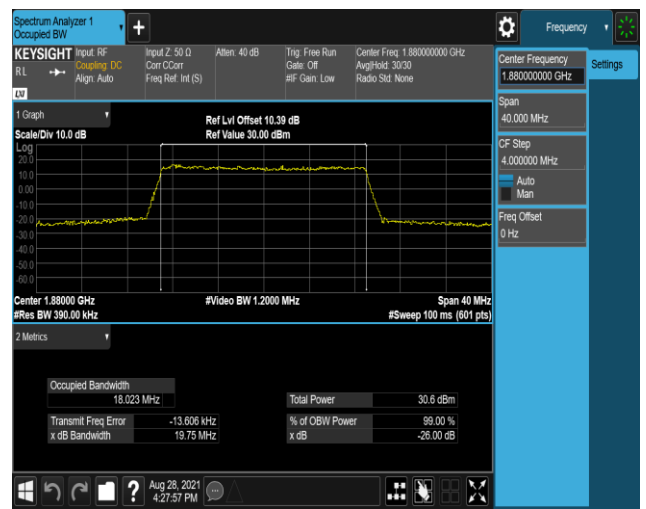 Spectrum Analyzer 1
Occupied BW
+
Frequency
KEYSIGHT
Input: RF
Coupling: DC
Align: Auto
RL
LXI
Input Z: 50 Ω
Corr CCorr
Freq Ref: Int (S)
Atten: 40 dB
Trig: Free Run
Gate: Off
#IF Gain: Low
Center Freq: 1.880000000 GHz
Avg|Hold: 30/30
Radio Std: None
Center Frequency
1.880000000 GHz
Settings
Span
40.000 MHz
CF Step
4.000000 MHz
Auto
Man
Freq Offset
0 Hz
1 Graph
Scale/Div 10.0 dB
Ref Lvl Offset 10.39 dB
Ref Value 30.00 dBm
Log
20.0
10.0
0.00
-10.0
-20.0
-30.0
-40.0
-50.0
-60.0
Center 1.88000 GHz
#Video BW 1.2000 MHz
Span 40 MHz
#Res BW 390.00 kHz
#Sweep 100 ms (601 pts)
2 Metrics
Occupied Bandwidth
18.023 MHz
Total Power
30.6 dBm
Transmit Freq Error
-13.606 kHz
% of OBW Power
99.00 %
x dB Bandwidth
19.75 MHz
x dB
-26.00 dB
?
Aug 28, 2021
4:27:57 PM